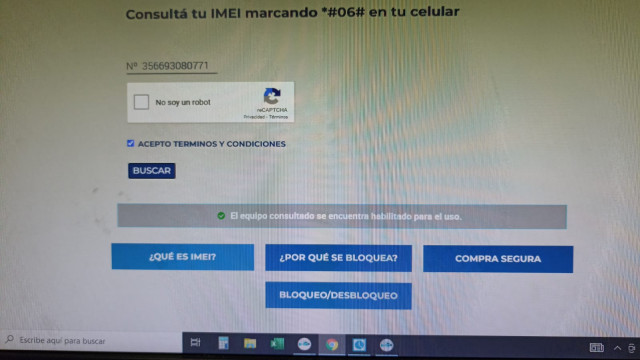 Consultá tu IMEI marcando *#06# en tu celular
Nº 356693080771
No soy un robot
reCAPTCHA
Privacidad - Términos
ACEPTO TERMINOS Y CONDICIONES
BUSCAR
El equipo consultado se encuentra habilitado para el uso.
¿QUÉ ES IMEI?
¿POR QUÉ SE BLOQUEA?
COMPRA SEGURA
BLOQUEO/DESBLOQUEO
Escribe aquí para buscar